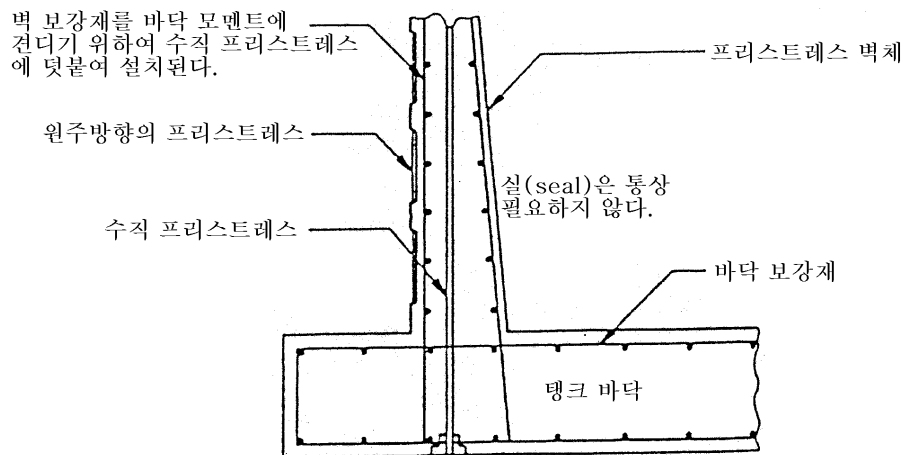 벽 보강재를 바닥 모멘트에
견디기 위하여 수직 프리스트레스
에 덧붙여 설치된다.
프리스트레스 벽체
원주방향의 프리스트레스
실(seal)은 통상
필요하지 않다.
수직 프리스트레스
바닥 보강재
탱크 바닥